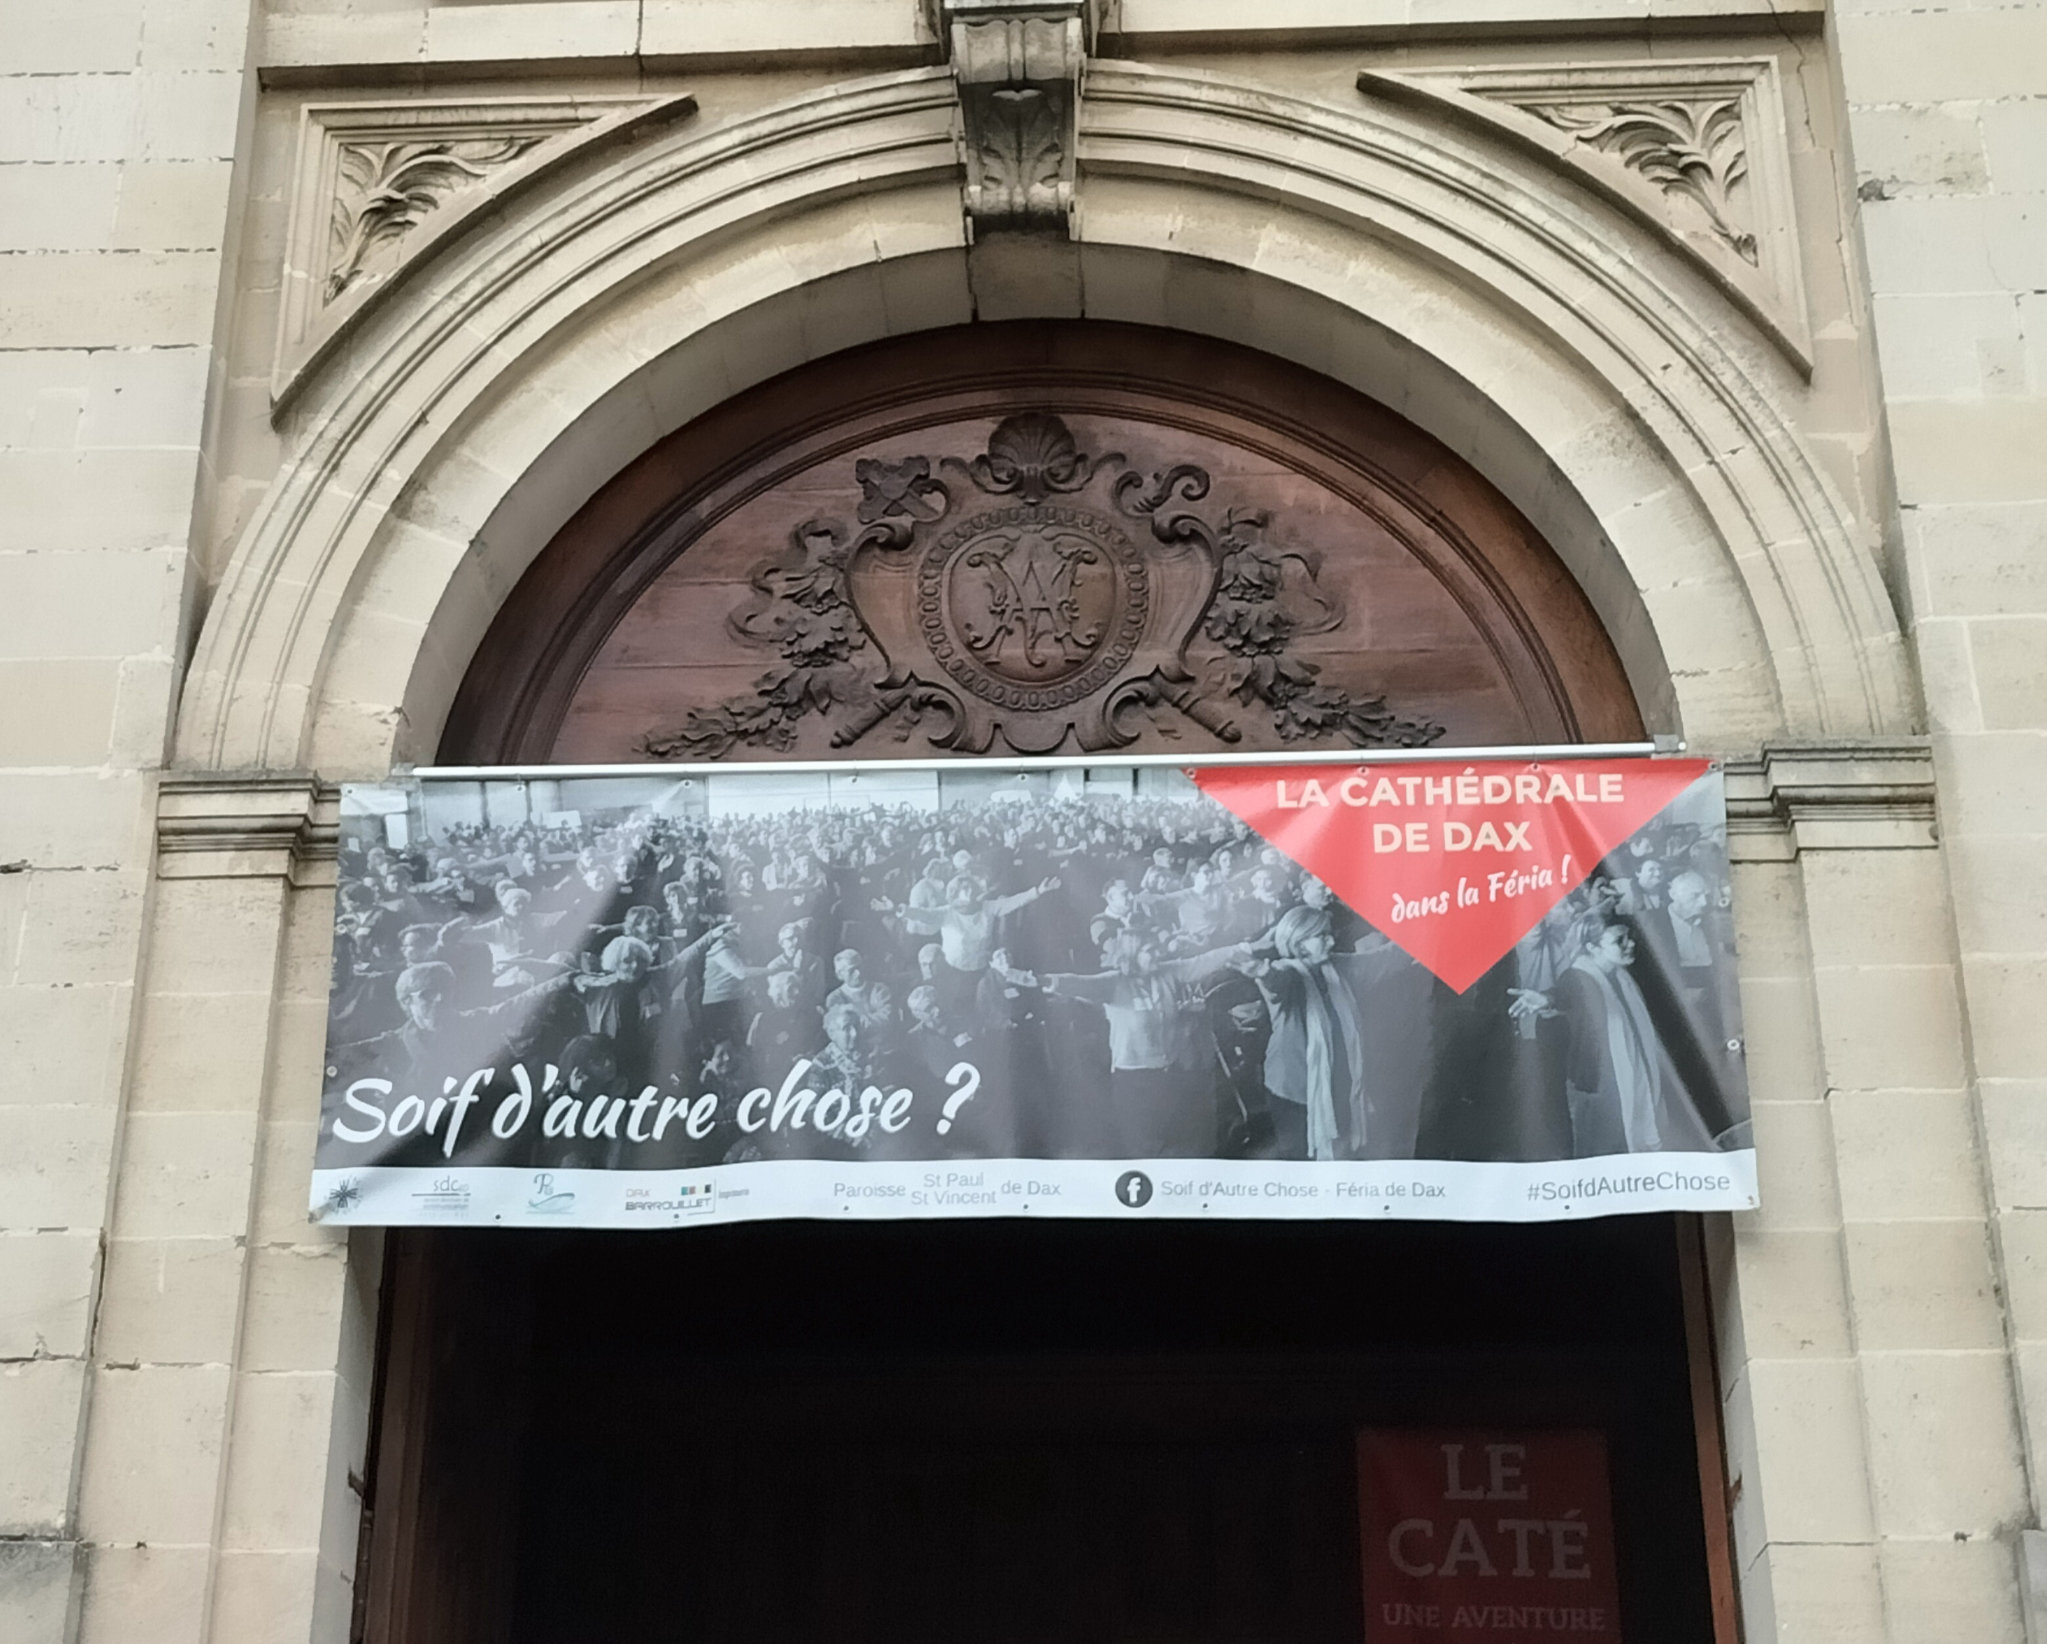 LA CATHÉDRALE
DE DAX
dans la Féria !
Soif d'autre chose ?
sdc
DAX
BARROUILLET
Imprimerie
Paroisse St Paul St Vincent de Dax
f Soif d'Autre Chose - Féria de Dax
#SoifdAutreChose
LE
CATÉ
UNE AVENTURE